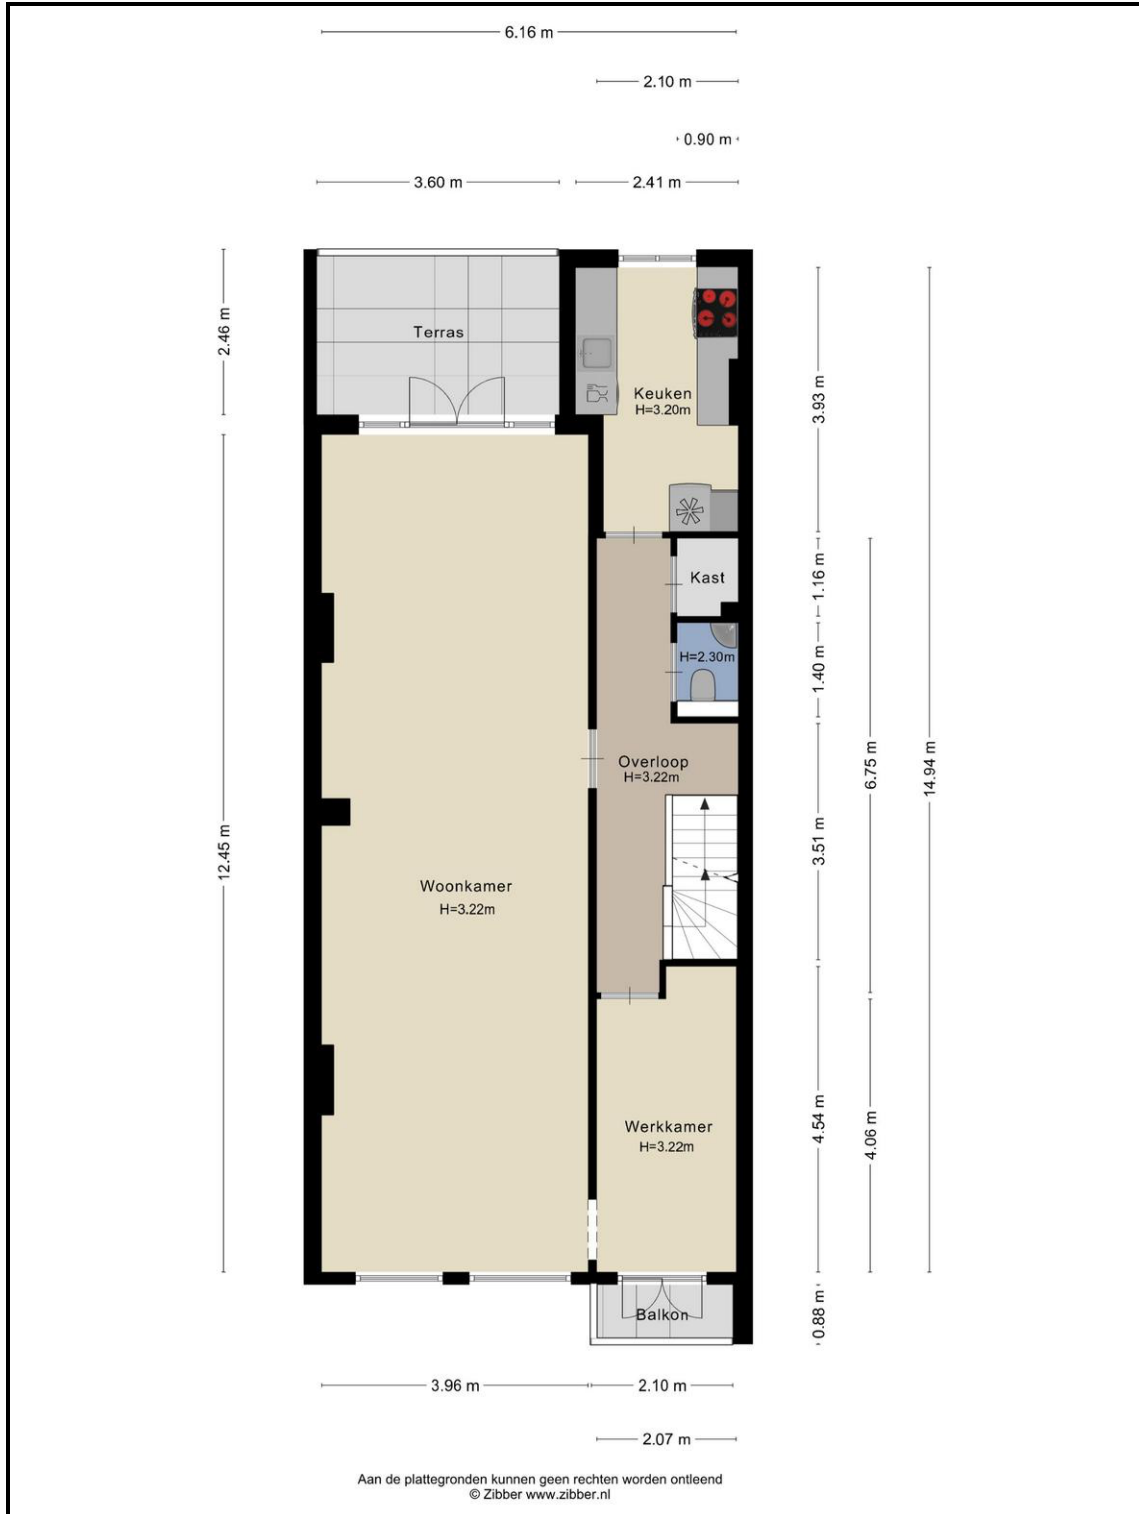 6.16 m
2.10 m
0.90 m
3.60 m
2.41 m
2.46 m
Terras
Keuken
H=3.20m
3.93 m
Kast
1.16 m
H=2.30m
1.40 m
Overloop
H=3.22m
6.75 m
14.94 m
12.45 m
3.51 m
Woonkamer
H=3.22m
Werkkamer
H=3.22m
4.54 m
4.06 m
Balkon
0.88 m
3.96 m
2.10 m
2.07 m
Aan de plattegronden kunnen geen rechten worden ontleend
© Zibber www.zibber.nl